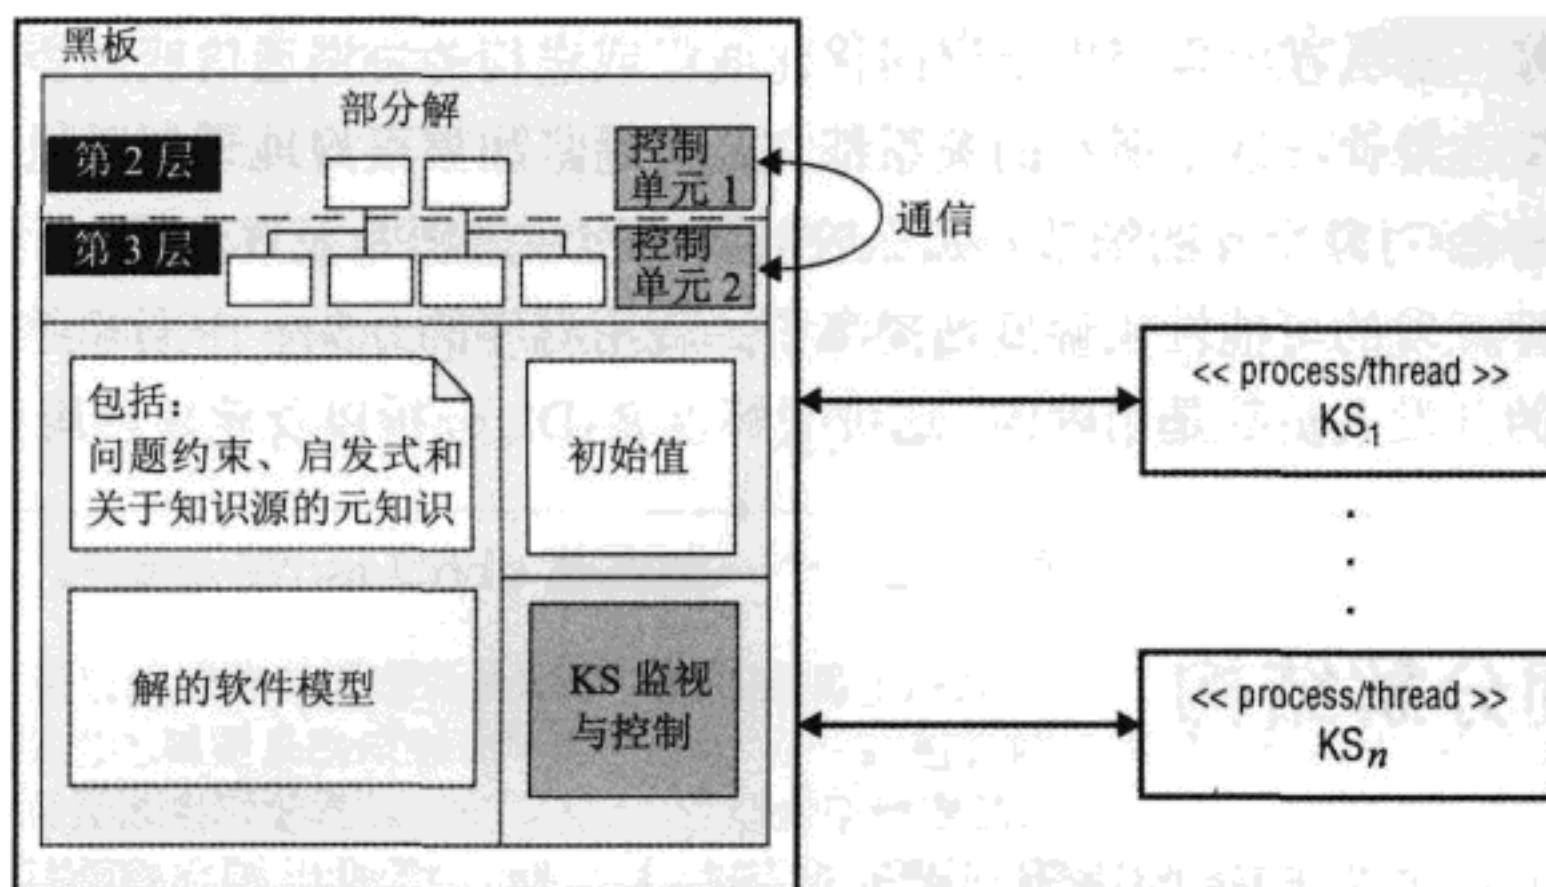 黑板
部分解
第 2 层
控制
单元 1
通信
第 3 层
控制
单元 2
包括：
问题约束、启发式和
关于知识源的元知识
初始值
<< process/thread >>
KS1
解的软件模型
KS 监视
与控制
<< process/thread >>
KSn